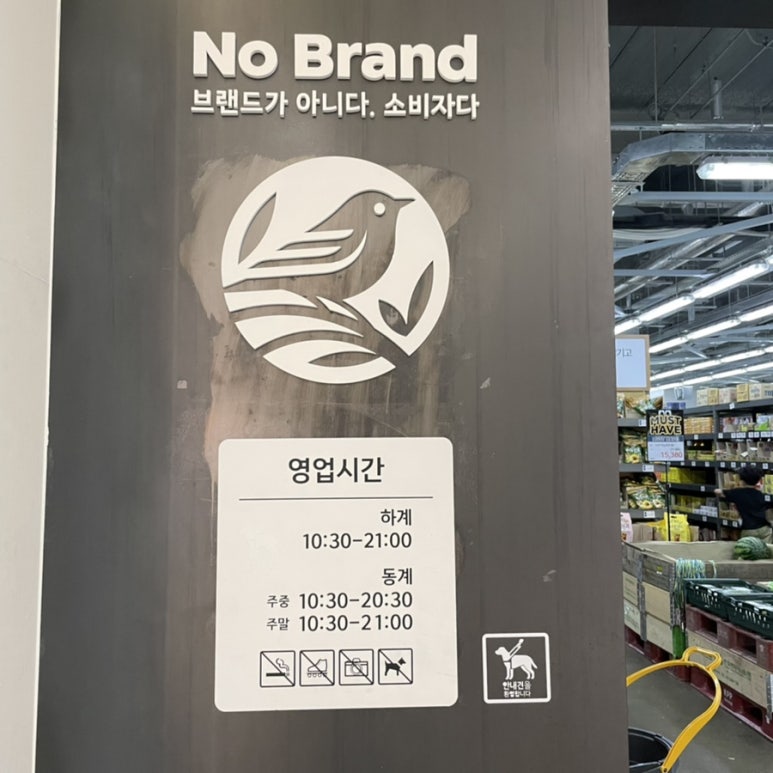 No Brand
브랜드가 아니다. 소비자다
영업시간
하계
10:30-21:00
동계
주중 10:30-20:30
주말 10:30-21:00
안내견을
환영합니다
기고
MUST
HAVE
15,380